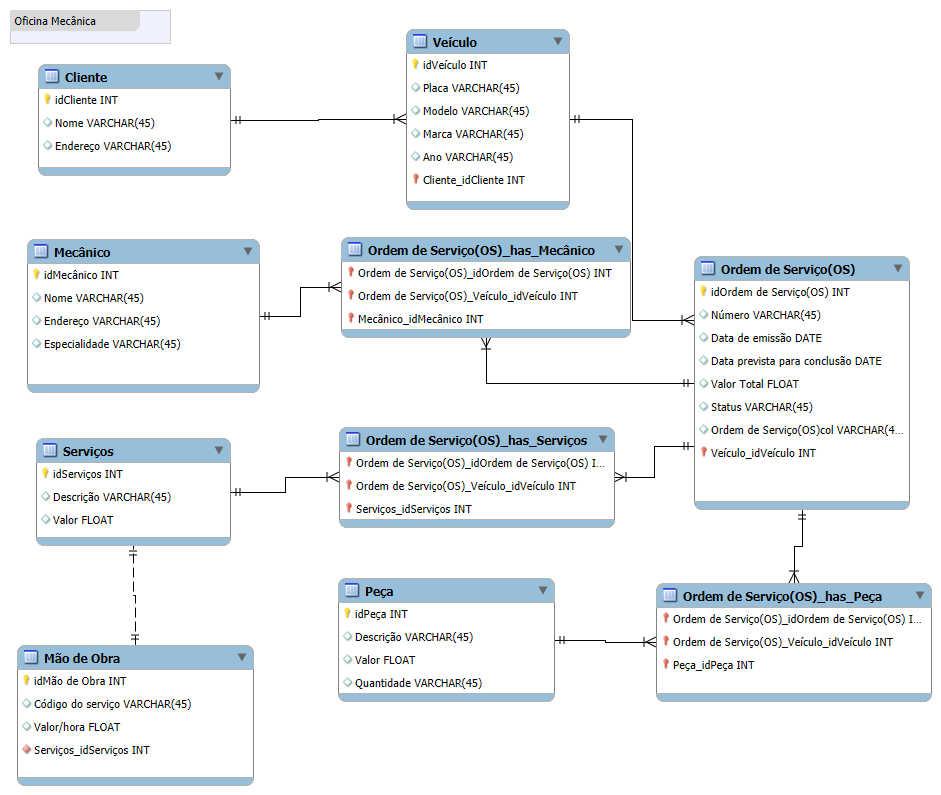 Oficina Mecânica
Cliente
idCliente INT
Nome VARCHAR(45)
Endereço VARCHAR(45)
Veículo
idVeículo INT
Placa VARCHAR(45)
Modelo VARCHAR(45)
Marca VARCHAR(45)
Ano VARCHAR(45)
Cliente_idCliente INT
Mecânico
idMecânico INT
Nome VARCHAR(45)
Endereço VARCHAR(45)
Especialidade VARCHAR(45)
Ordem de Serviço(OS)_has_Mecânico
Ordem de Serviço(OS)_idOrdem de Serviço(OS) INT
Ordem de Serviço(OS)_Veículo_idVeículo INT
Mecânico_idMecânico INT
Ordem de Serviço(OS)
idOrdem de Serviço(OS) INT
Número VARCHAR(45)
Data de emissão DATE
Data prevista para conclusão DATE
Valor Total FLOAT
Status VARCHAR(45)
Ordem de Serviço(OS)col VARCHAR(4...
Veículo_idVeículo INT
Serviços
idServiços INT
Descrição VARCHAR(45)
Valor FLOAT
Ordem de Serviço(OS)_has_Serviços
Ordem de Serviço(OS)_idOrdem de Serviço(OS) I...
Ordem de Serviço(OS)_Veículo_idVeículo INT
Serviços_idServiços INT
Peça
idPeça INT
Descrição VARCHAR(45)
Valor FLOAT
Quantidade VARCHAR(45)
Ordem de Serviço(OS)_has_Peça
Ordem de Serviço(OS)_idOrdem de Serviço(OS) I...
Ordem de Serviço(OS)_Veículo_idVeículo INT
Peça_idPeça INT
Mão de Obra
idMão de Obra INT
Código do serviço VARCHAR(45)
Valor/hora FLOAT
Serviços_idServiços INT